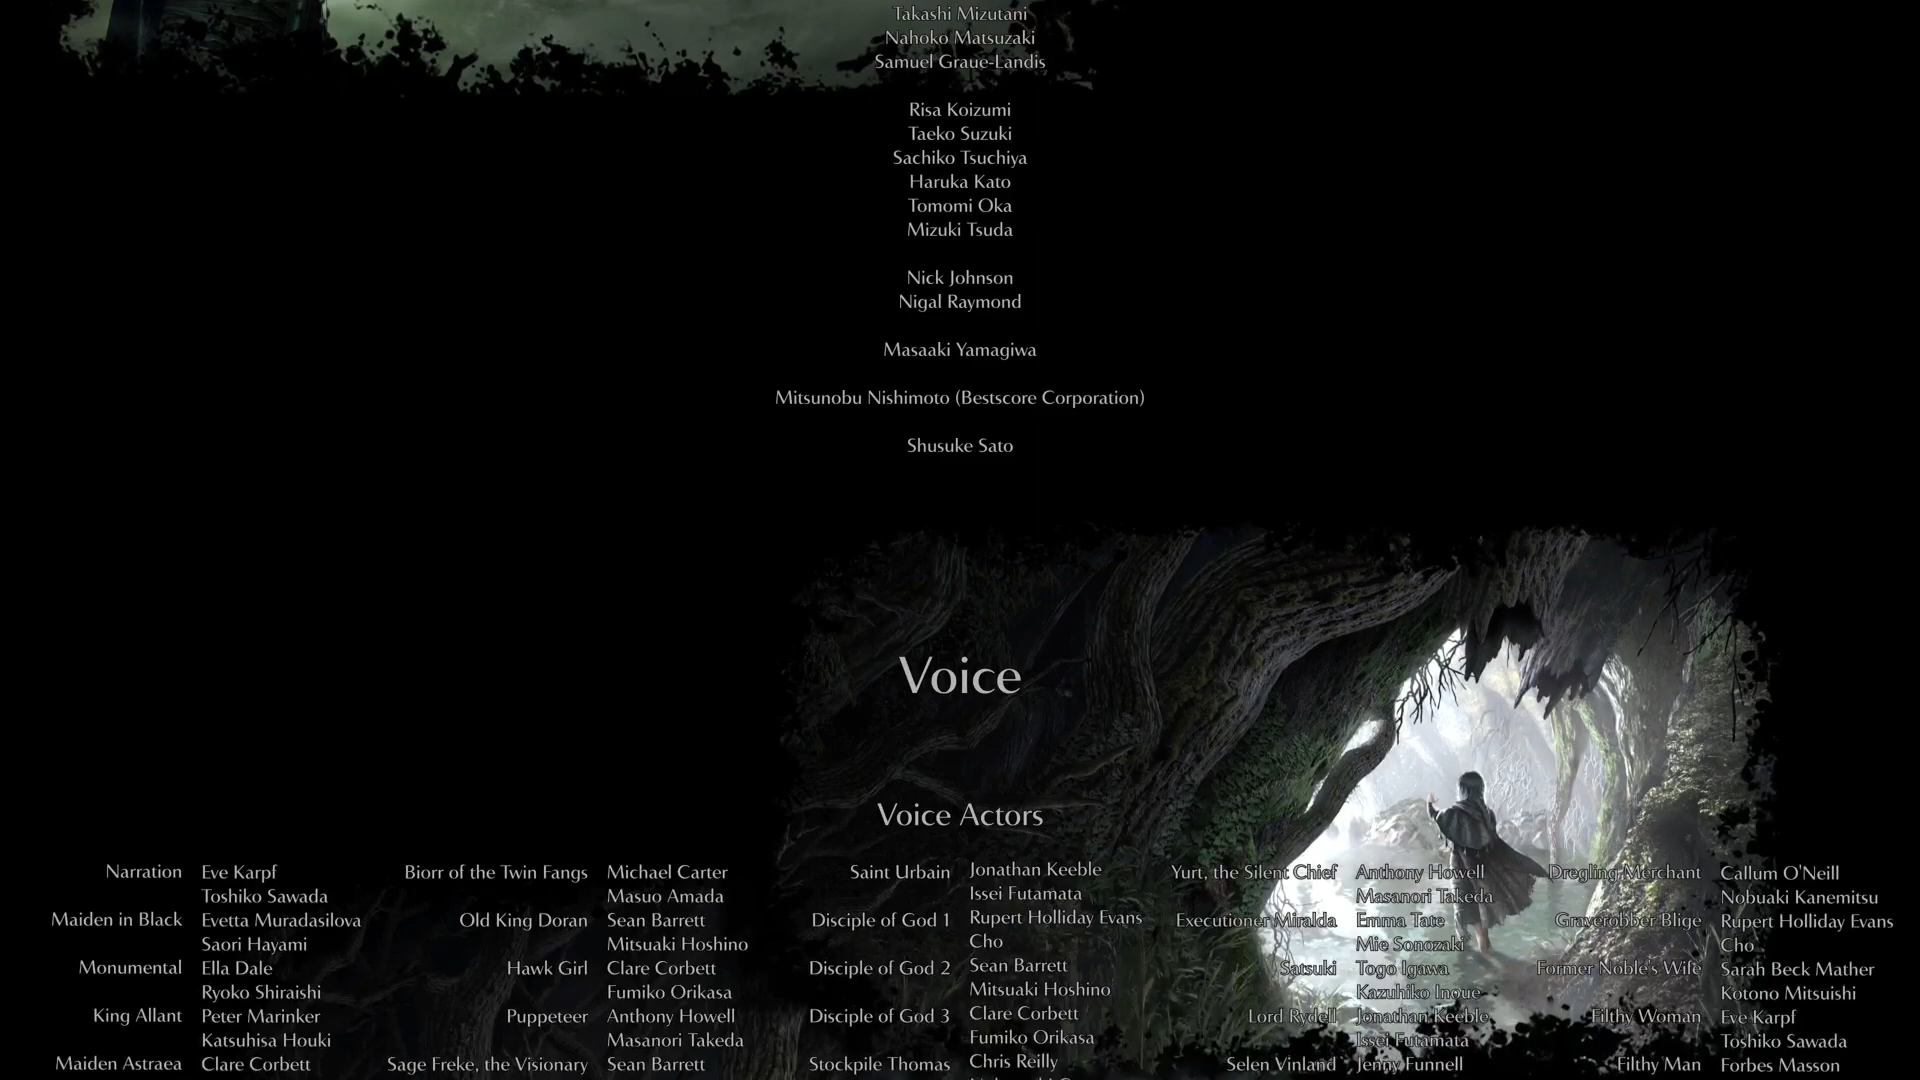 Takashi Mizutani
Nahoko Matsuzaki
Samuel Graue-Landis
Risa Koizumi
Taeko Suzuki
Sachiko Tsuchiya
Haruka Kato
Tomomi Oka
Mizuki Tsuda
Nick Johnson
Nigal Raymond
Masaaki Yamagiwa
Mitsunobu Nishimoto (Bestscore Corporation)
Shusuke Sato
Voice
Voice Actors
Narration Eve Karpf
Toshiko Sawada
Maiden in Black Evetta Muradasilova
Saori Hayami
Monumental Ella Dale
Ryoko Shiraishi
King Allant Peter Marinker
Katsuhisa Houki
Maiden Astraea Clare Corbett
Biorr of the Twin Fangs Michael Carter
Masuo Amada
Old King Doran Sean Barrett
Mitsuaki Hoshino
Hawk Girl Clare Corbett
Fumiko Orikasa
Puppeteer Anthony Howell
Masanori Takeda
Sage Freke, the Visionary Sean Barrett
Saint Urbain Jonathan Keeble
Issei Futamata
Disciple of God 1 Rupert Holliday Evans
Cho
Disciple of God 2 Sean Barrett
Mitsuaki Hoshino
Disciple of God 3 Clare Corbett
Fumiko Orikasa
Stockpile Thomas Chris Reilly
Yurt, the Silent Chief Anthony Howell
Masanori Takeda
Executioner Miralda Emma Tate
Mie Sonozaki
Satsuki Togo Igawa
Kazuhiko Inoue
Lord Rydell Jonathan Keeble
Issei Futamata
Selen Vinland Jenny Funnell
Dregling Merchant Callum O'Neill
Nobuaki Kanemitsu
Graverobber Blige Rupert Holliday Evans
Cho
Former Noble's Wife Sarah Beck Mather
Kotono Mitsuishi
Filthy Woman Eve Karpf
Toshiko Sawada
Filthy Man Forbes Masson